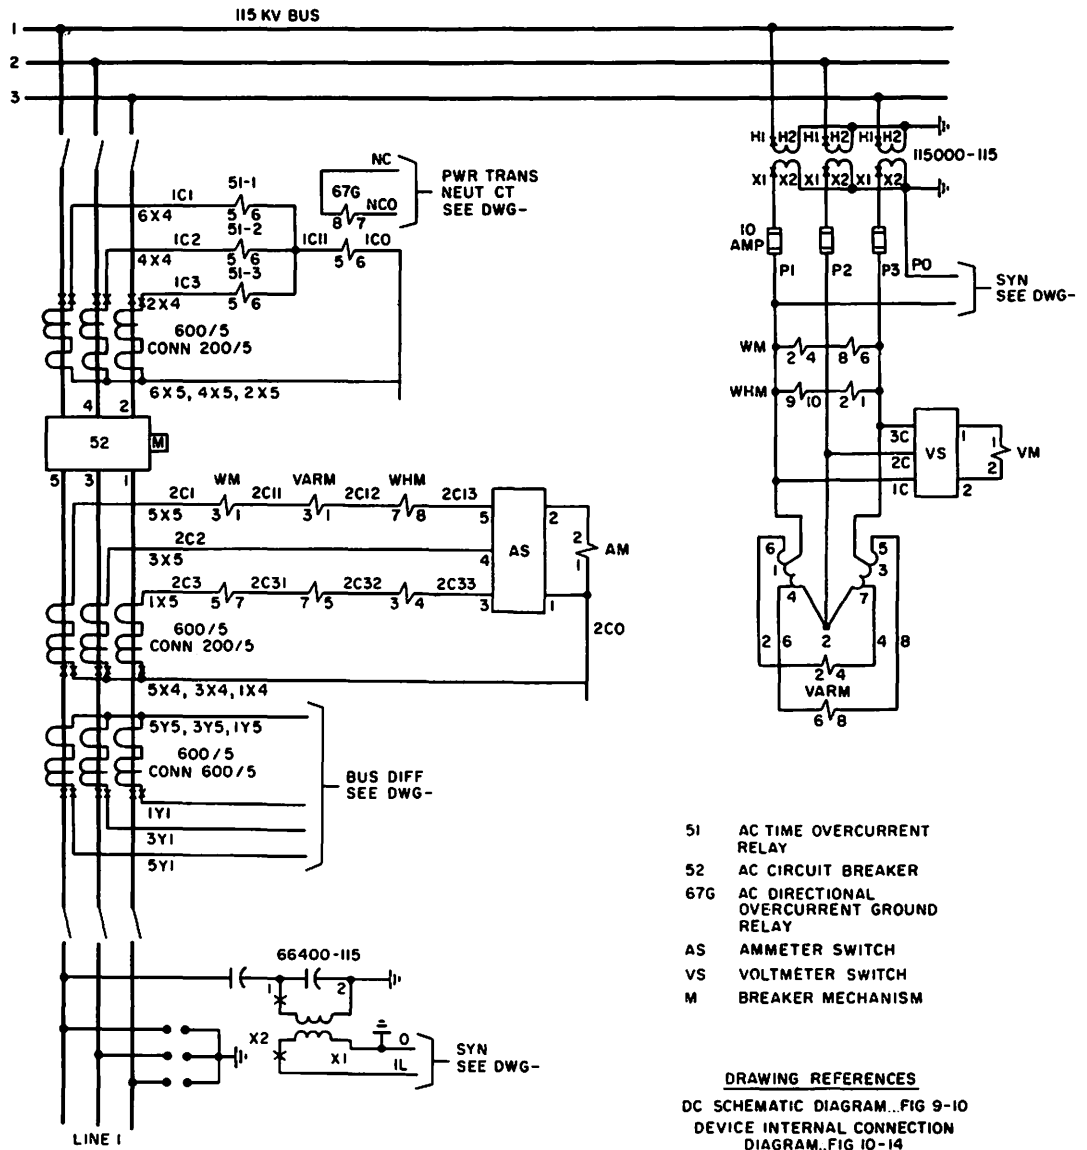 115 KV BUS
1
2
3
H1 H2 H1 H2 H1 H2
115000-115
X1 X2 X1 X2 X1 X2
NC
67G
NCO
8 7
PWR TRANS
NEUT CT
SEE DWG-
1C1
51-1
6X4
5 6
1C2
51-2
4X4
5 6
1C11
1CO
5 6
1C3
51-3
2X4
5 6
600/5
CONN 200/5
6X5, 4X5, 2X5
10
AMP
P1
P2
P3
PO
SYN
SEE DWG-
WM
2 4
8 6
WHM
9 10
2 1
3C
2C
1C
VS
1
2
1
2
VM
4
2
52
M
5
3
1
2C1
WM
2C11
VARM
2C12
WHM
2C13
5X5
3 1
3 1
7 8
5
2
2C2
3X5
4
AS
2
1
AM
2C3
2C31
2C32
2C33
1X5
5 7
7 5
3 4
3
1
600/5
CONN 200/5
2CO
5X4, 3X4, 1X4
6
1
4
5
3
7
2
6
2
4
8
2 4
VARM
6 8
5Y5, 3Y5, 1Y5
600/5
CONN 600/5
BUS DIFF
SEE DWG-
1Y1
3Y1
5Y1
51 AC TIME OVERCURRENT
RELAY
52 AC CIRCUIT BREAKER
67G AC DIRECTIONAL
OVERCURRENT GROUND
RELAY
AS AMMETER SWITCH
VS VOLTMETER SWITCH
M BREAKER MECHANISM
66400-115
1
2
X2
X1
O
1L
SYN
SEE DWG-
LINE 1
DRAWING REFERENCES
DC SCHEMATIC DIAGRAM...FIG 9-10
DEVICE INTERNAL CONNECTION
DIAGRAM..FIG 10-14